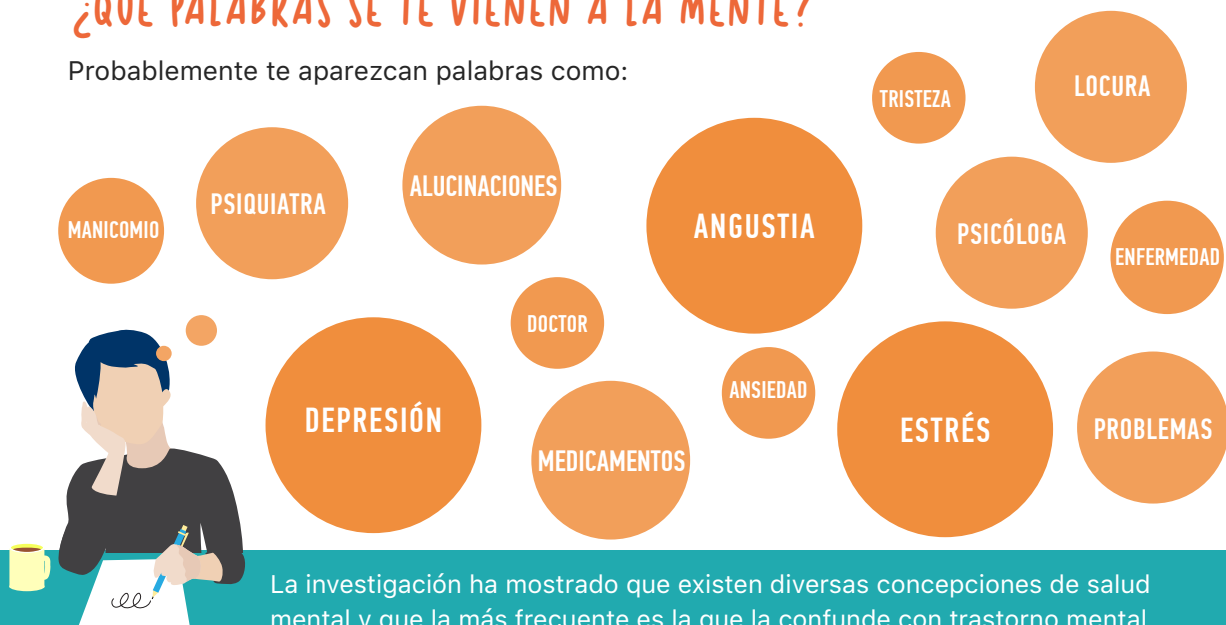 ¿QUÉ PALABRAS SE TE VIENEN A LA MENTE?
Probablemente te aparezcan palabras como:
TRISTEZA
LOCURA
MANICOMIO
PSIQUIATRA
ALUCINACIONES
ANGUSTIA
PSICÓLOGA
ENFERMEDAD
DOCTOR
DEPRESIÓN
MEDICAMENTOS
ANSIEDAD
ESTRÉS
PROBLEMAS
La investigación ha mostrado que existen diversas concepciones de salud
mental y que la más frecuente es la que la confunde con trastorno mental